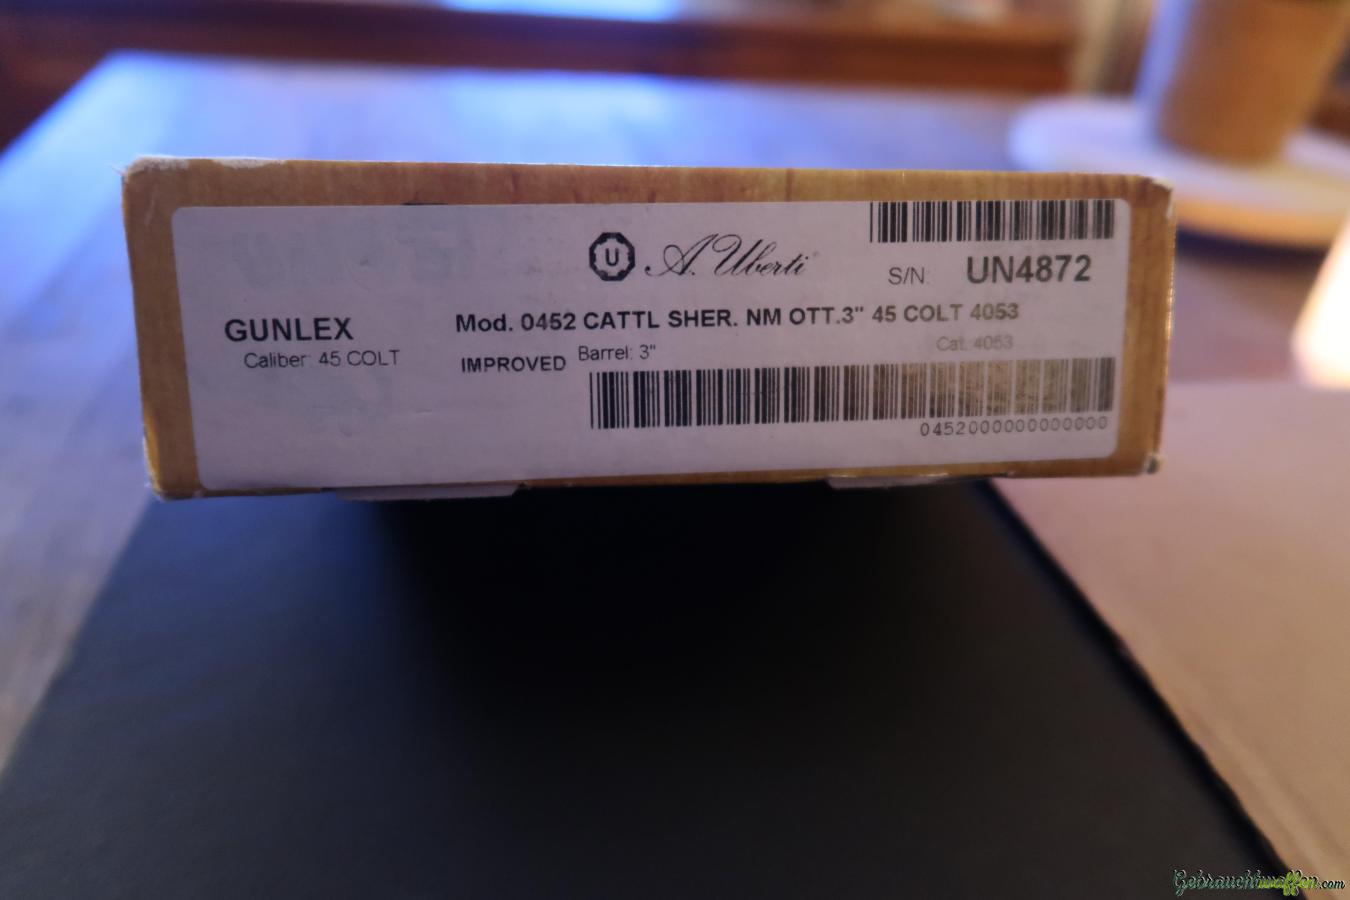 U A. Uberti
S/N: UN4872
GUNLEX
Mod. 0452 CATTL SHER. NM OTT.3" 45 COLT 4053
Caliber: 45 COLT
IMPROVED Barrel: 3"
Cat. 4053
0452000000000000
Gebrauchtwaffen.com